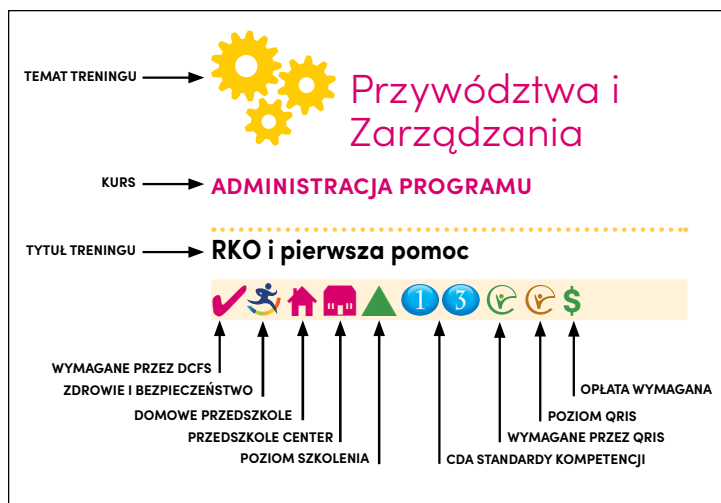 TEMAT TRENINGU
Przywództwa i
Zarządzania
KURS
ADMINISTRACJA PROGRAMU
TYTUŁ TRENINGU
RKO i pierwsza pomoc
1 3 $
WYMAGANE PRZEZ DCFS
OPŁATA WYMAGANA
ZDROWIE I BEZPIECZEŃSTWO
DOMOWE PRZEDSZKOLE
POZIOM QRIS
PRZEDSZKOLE CENTER
WYMAGANE PRZEZ QRIS
POZIOM SZKOLENIA
CDA STANDARDY KOMPETENCJI